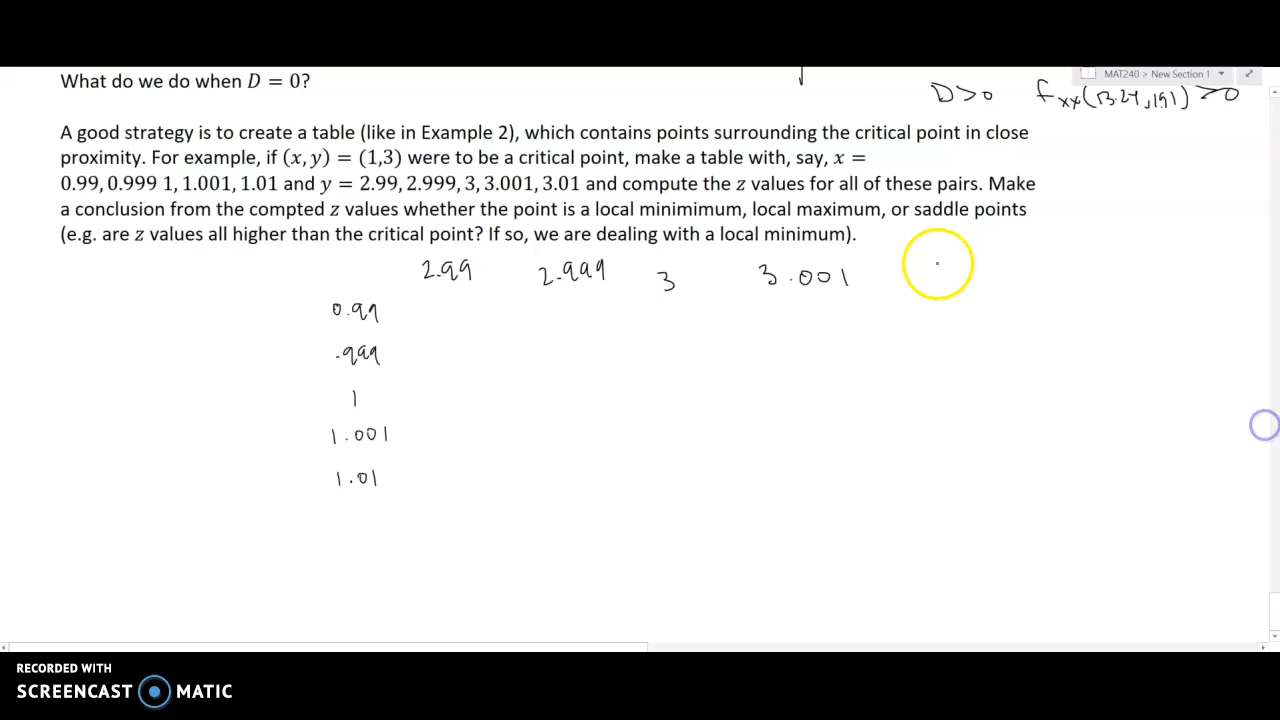 What do we do when D = 0?
MAT240 > New Section 1
D>0 f_xx(13.24, 191) >0
A good strategy is to create a table (like in Example 2), which contains points surrounding the critical point in close
proximity. For example, if (x, y) = (1,3) were to be a critical point, make a table with, say, x =
0.99, 0.999 1, 1.001, 1.01 and y = 2.99, 2.999, 3, 3.001, 3.01 and compute the z values for all of these pairs. Make
a conclusion from the compted z values whether the point is a local minimimum, local maximum, or saddle points
(e.g. are z values all higher than the critical point? If so, we are dealing with a local minimum).
2.99 2.999 3 3.001
0.99
.999
1
1.001
1.01
RECORDED WITH
SCREENCAST MATIC